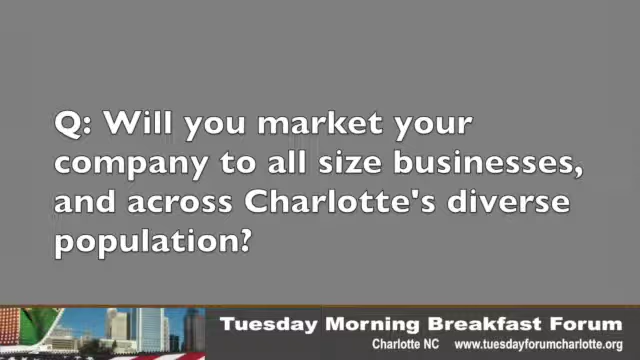 Q: Will you market your
company to all size businesses,
and across Charlotte's diverse
population?
Tuesday Morning Breakfast Forum
Charlotte NC www.tuesdayforumcharlotte.org